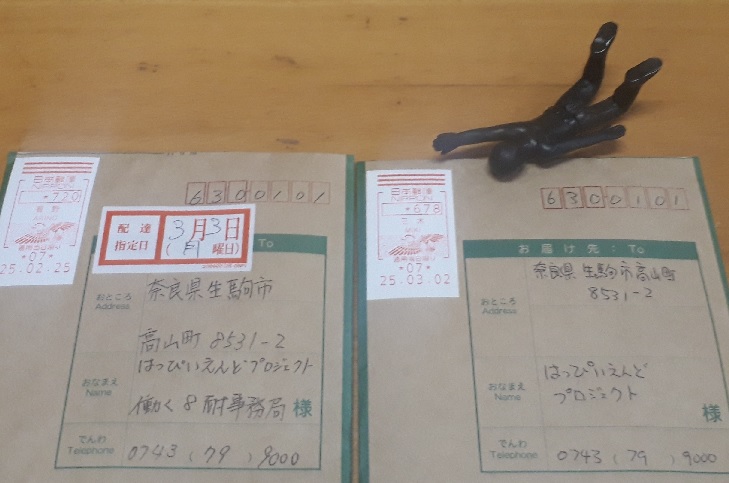 日本郵便
NIPPON
*770
*07*
25.02.25
6300101
配達
指定日
3月3日
(月 曜日)
To
おところ
Address
奈良県生駒市
高山町 8531-2
おなまえ
Name
はっぴいえんどプロジェクト
働く8耐事務局 様
でんわ
Telephone
0743 ( 79 ) 9000
日本郵便
NIPPON
*678
*07*
25.03.02
6300101
お届け先:To
おところ
Address
奈良県生駒市高山町
8531-2
おなまえ
Name
はっぴいえんど
プロジェクト
様
でんわ
Telephone
0743 ( 79 ) 9000